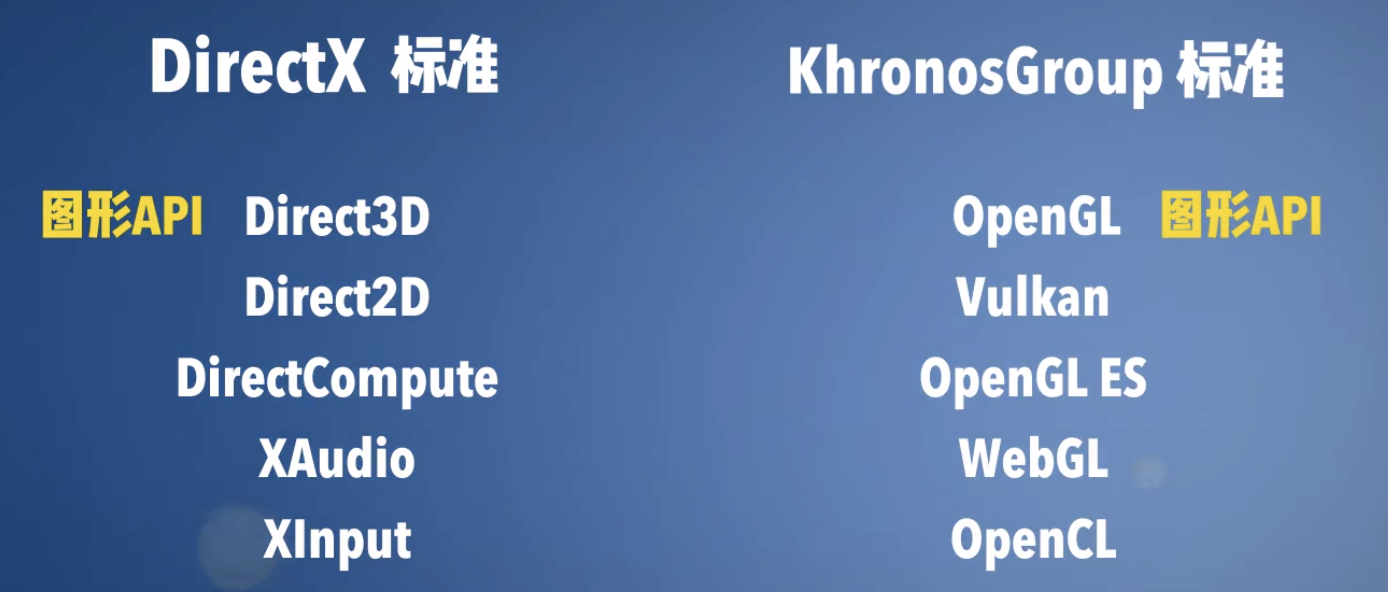 DirectX 标准
图形API Direct3D
Direct2D
DirectCompute
XAudio
XInput
KhronosGroup 标准
OpenGL 图形API
Vulkan
OpenGL ES
WebGL
OpenCL